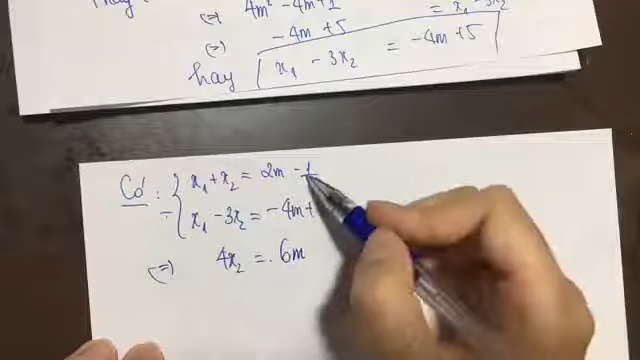 (=) 4m² - 4m + 1
(=) -4m + 5 = x₁ - 3x₂
hay x₁ - 3x₂ = -4m + 5
Có: x₁ + x₂ = 2m - 1
- x₁ - 3x₂ = -4m +
(=) 4x₂ = 6m